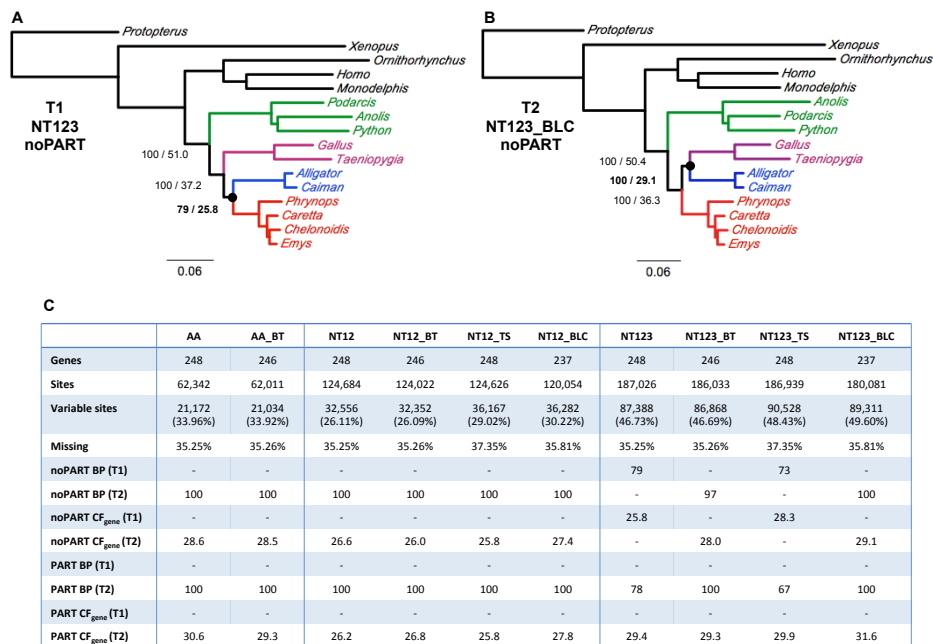 A
T1
NT123
noPART
Protopterus
Xenopus
Ornithorhynchus
Homo
Monodelphis
Podarcis
Anolis
Python
Gallus
Taeniopygia
Alligator
Caiman
Phrynops
Caretta
Chelonoidis
Emys
100 / 51.0
100 / 37.2
79 / 25.8
0.06
B
T2
NT123_BLC
noPART
Protopterus
Xenopus
Ornithorhynchus
Homo
Monodelphis
Anolis
Podarcis
Python
Gallus
Taeniopygia
Alligator
Caiman
Phrynops
Caretta
Chelonoidis
Emys
100 / 50.4
100 / 29.1
100 / 36.3
0.06
C
AA AA_BT NT12 NT12_BT NT12_TS NT12_BLC NT123 NT123_BT NT123_TS NT123_BLC
Genes 248 246 248 246 248 237 248 246 248 237
Sites 62,342 62,011 124,684 124,022 124,626 120,054 187,026 186,033 186,939 180,081
Variable sites 21,172 21,034 32,556 32,352 36,167 36,282 87,388 86,868 90,528 89,311
(33.96%) (33.92%) (26.11%) (26.09%) (29.02%) (30.22%) (46.73%) (46.69%) (48.43%) (49.60%)
Missing 35.25% 35.26% 35.25% 35.26% 37.35% 35.81% 35.25% 35.26% 37.35% 35.81%
noPART BP (T1) - - - - - - 79 - 73 -
noPART BP (T2) 100 100 100 100 100 100 - 97 - 100
noPART CFgene (T1) - - - - - - 25.8 - 28.3 -
noPART CFgene (T2) 28.6 28.5 26.6 26.0 25.8 27.4 - 28.0 - 29.1
PART BP (T1) - - - - - - - - - -
PART BP (T2) 100 100 100 100 100 100 78 100 67 100
PART CFgene (T1) - - - - - - - - - -
PART CFgene (T2) 30.6 29.3 26.2 26.8 25.8 27.8 29.4 29.3 29.9 31.6